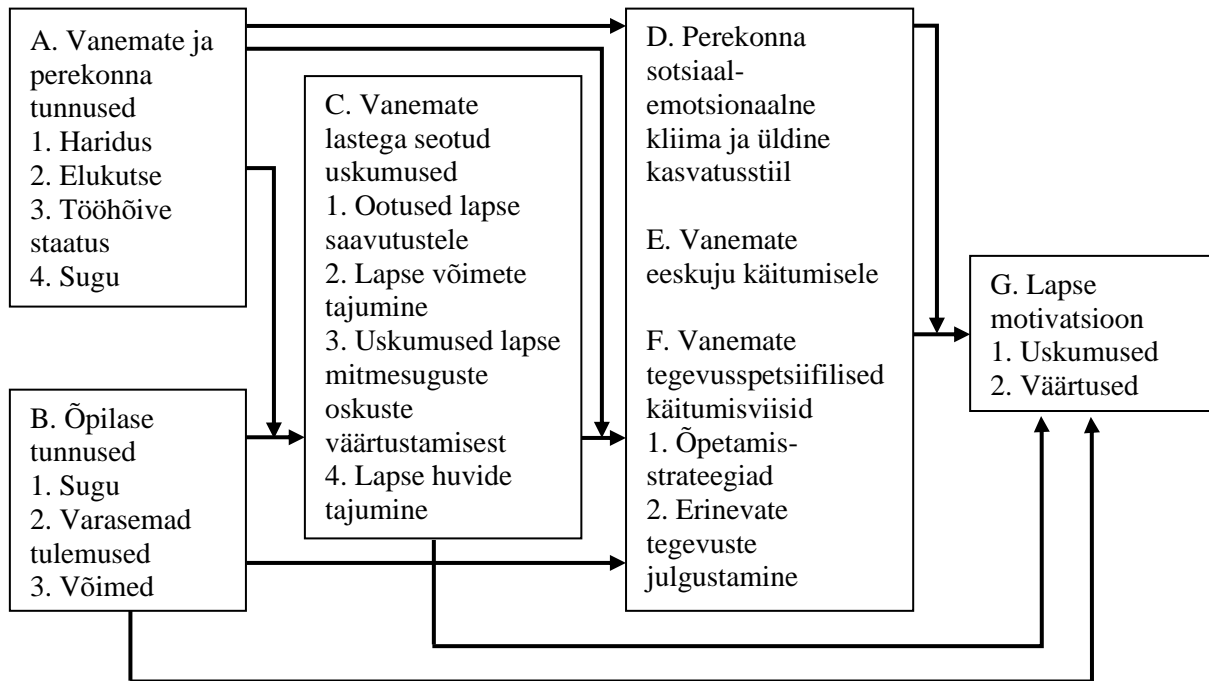 A. Vanemate ja
perekonna
tunnused
1. Haridus
2. Elukutse
3. Tööhõive
staatus
4. Sugu
B. Õpilase
tunnused
1. Sugu
2. Varasemad
tulemused
3. Võimed
C. Vanemate
lastega seotud
uskumused
1. Ootused lapse
saavutustele
2. Lapse võimete
tajumine
3. Uskumused lapse
mitmesuguste
oskuste
väärtustamisest
4. Lapse huvide
tajumine
D. Perekonna
sotsiaal-
emotsionaalne
kliima ja üldine
kasvatusstiil
E. Vanemate
eeskuju käitumisele
F. Vanemate
tegevusspetsiifilised
käitumisviisid
1. Õpetamis-
strateegiad
2. Erinevate
tegevuste
julgustamine
G. Lapse
motivatsioon
1. Uskumused
2. Väärtused